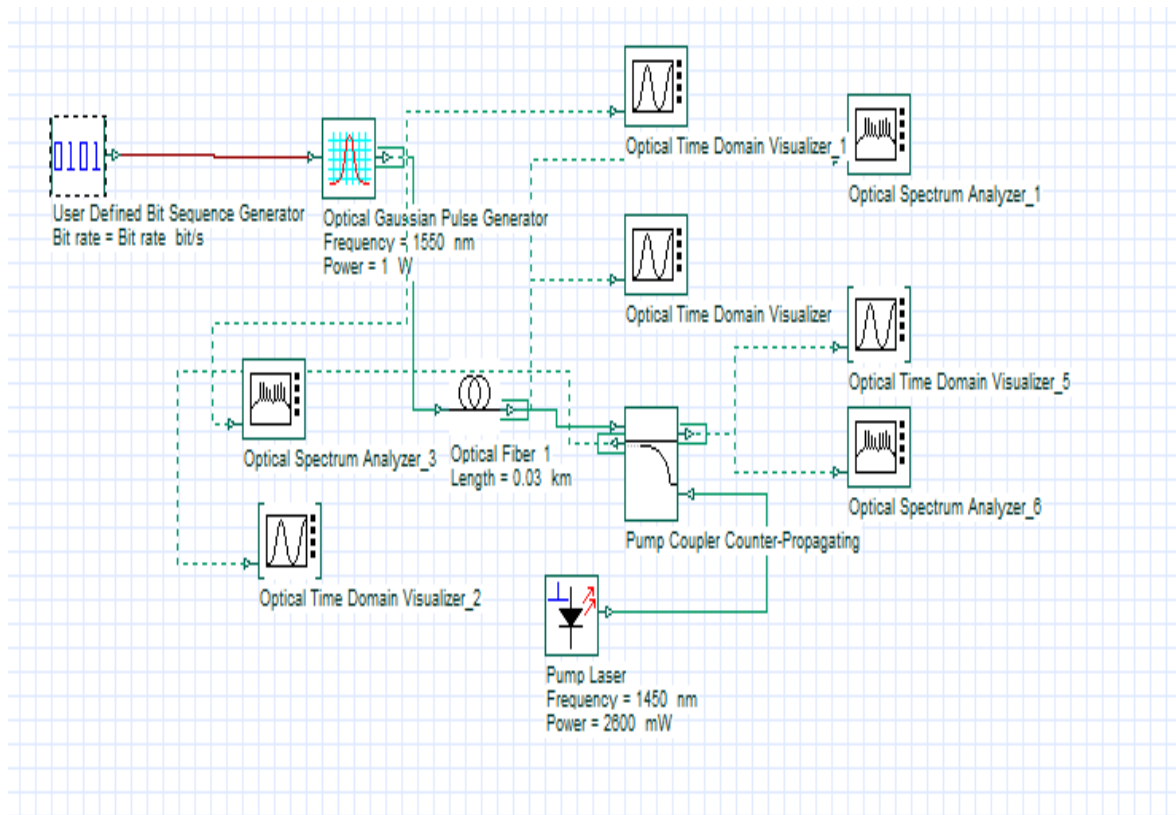 Optical Time Domain Visualizer_1
0101
User Defined Bit Sequence Generator
Bit rate = Bit rate bit/s
Optical Gaussian Pulse Generator
Frequency = 1550 nm
Power = 1 W
Optical Spectrum Analyzer_1
Optical Time Domain Visualizer
Optical Time Domain Visualizer_5
Optical Spectrum Analyzer_3
Optical Fiber 1
Length = 0.03 km
Optical Spectrum Analyzer_6
Pump Coupler Counter-Propagating
Optical Time Domain Visualizer_2
Pump Laser
Frequency = 1450 nm
Power = 2600 mW